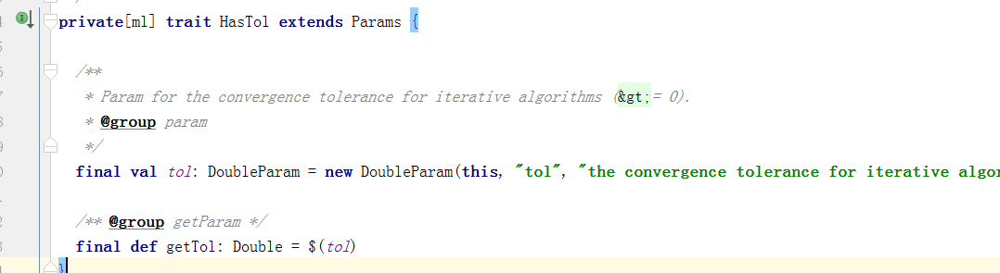 private[ml] trait HasTol extends Params {
/**
* Param for the convergence tolerance for iterative algorithms (&gt;= 0).
* @group param
*/
final val tol: DoubleParam = new DoubleParam(this, "tol", "the convergence tolerance for iterative algor
/** @group getParam */
final def getTol: Double = $(tol)
}